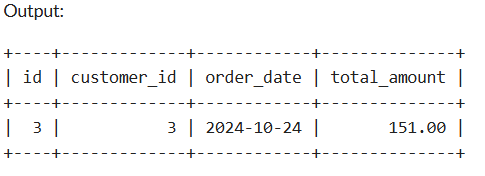 Output:
+----+-------------+------------+--------------+
| id | customer_id | order_date | total_amount |
+----+-------------+------------+--------------+
|  3 |           3 | 2024-10-24 |       151.00 |
+----+-------------+------------+--------------+